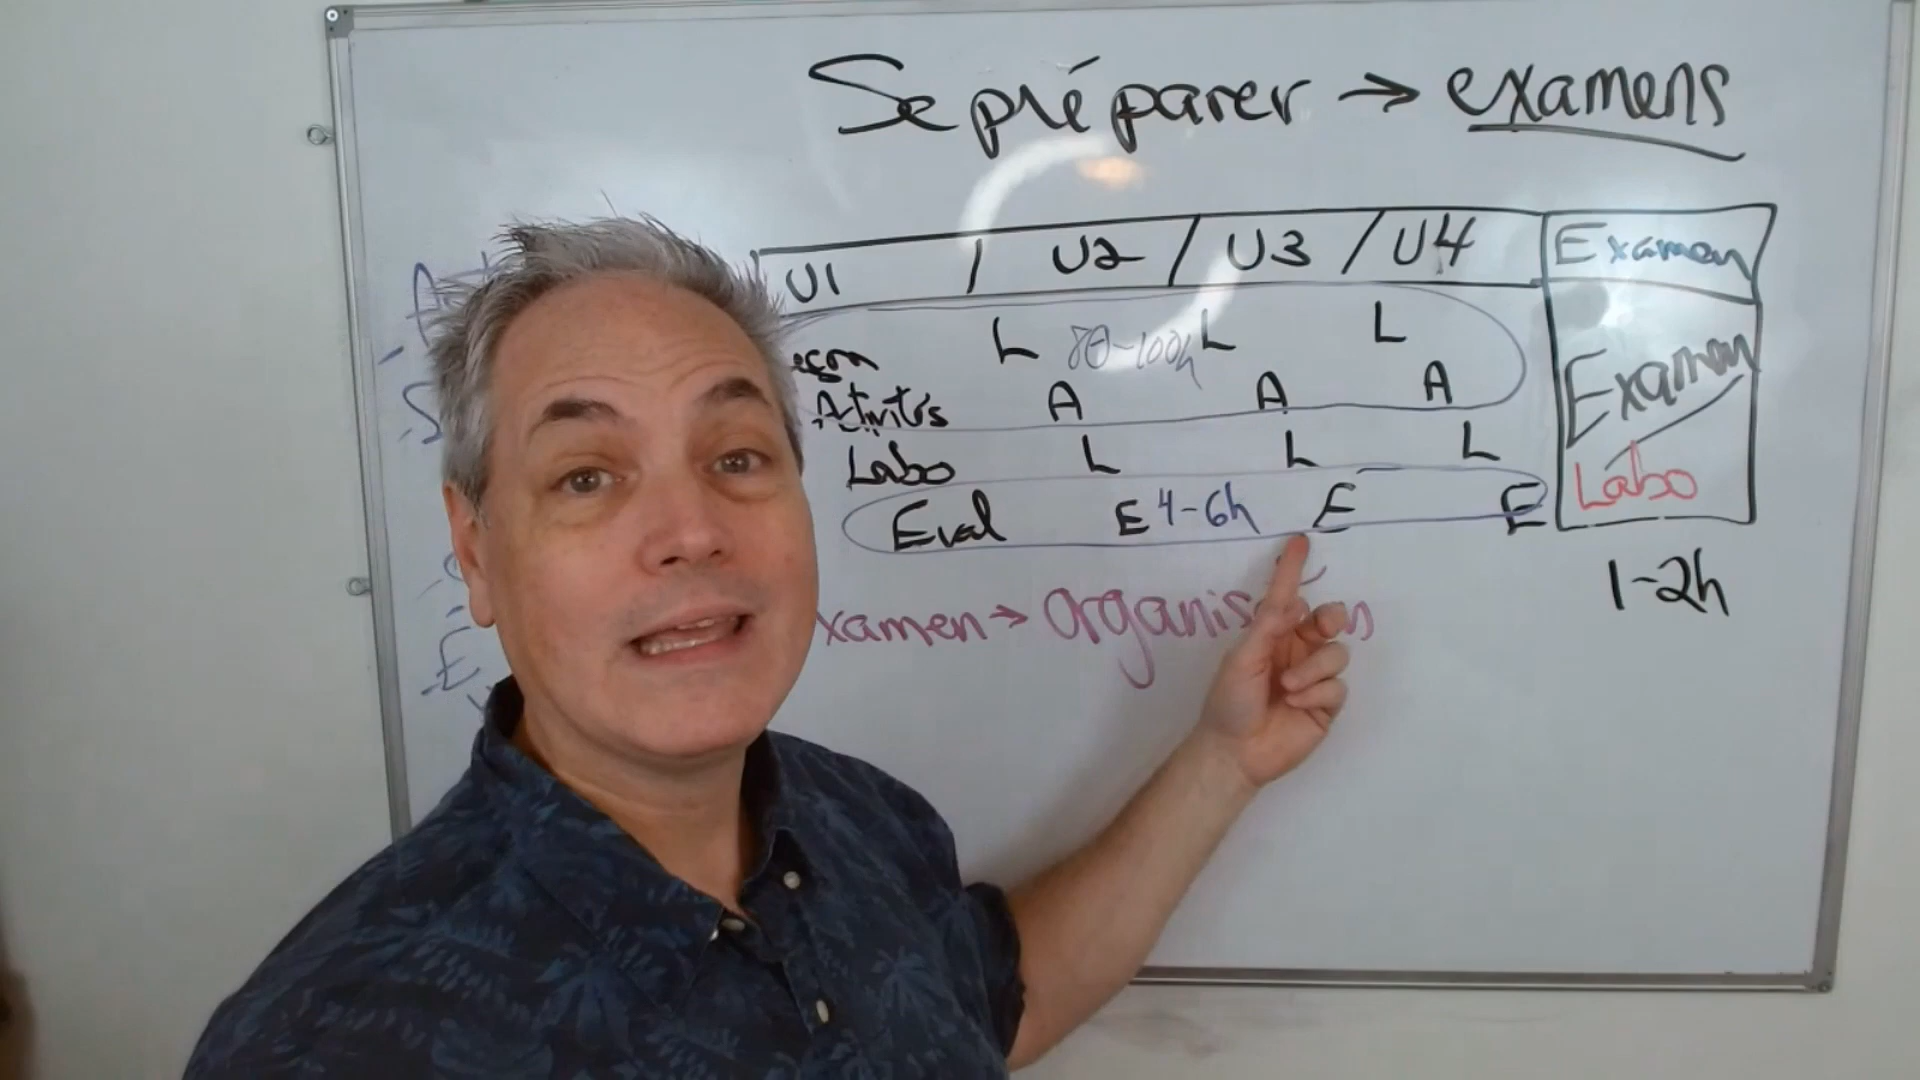 Se préparer → examens
U1 / U2 / U3 / U4 Examen
L 80-100h L L
Activités A A A Examen
Labo L L L Labo
Eval E 4-6h E E
1-2h
xamen →